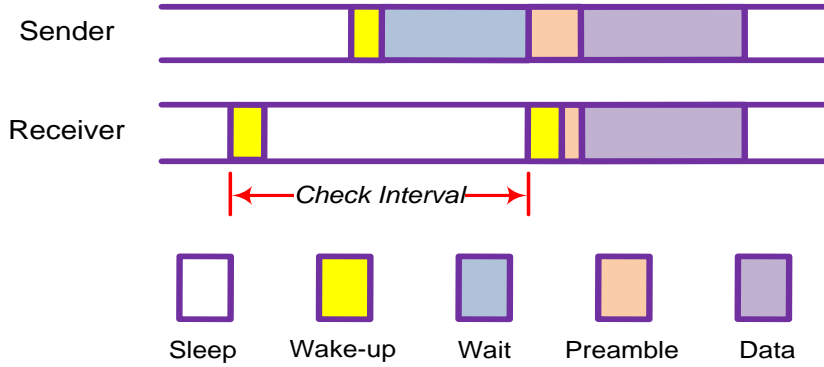 Sender
Receiver
Check Interval
Sleep Wake-up Wait Preamble Data